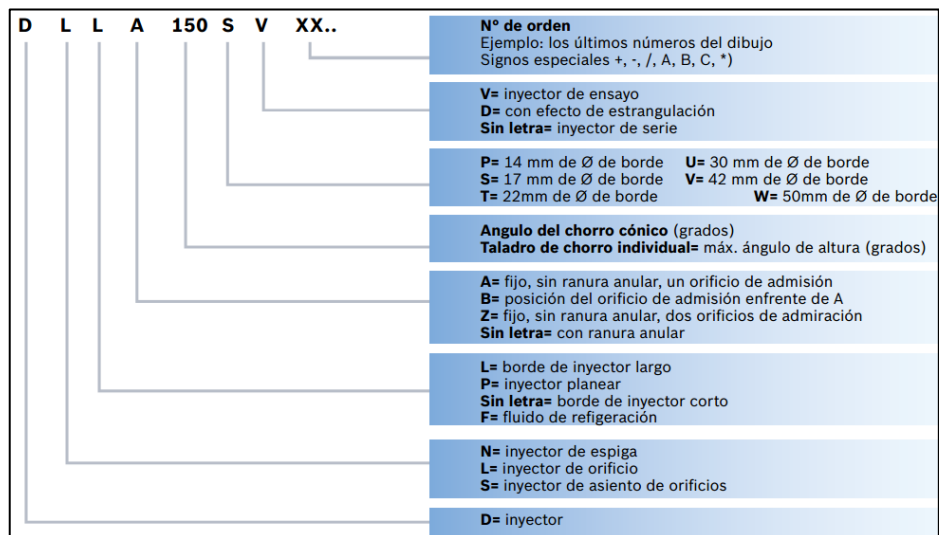 D L L A 150 S V XX..
N° de orden
Ejemplo: los últimos números del dibujo
Signos especiales +, -, /, A, B, C, *)
V= inyector de ensayo
D= con efecto de estrangulación
Sin letra= inyector de serie
P= 14 mm de Ø de borde U= 30 mm de Ø de borde
S= 17 mm de Ø de borde V= 42 mm de Ø de borde
T= 22mm de Ø de borde W= 50mm de Ø de borde
Angulo del chorro cónico (grados)
Taladro de chorro individual= máx. ángulo de altura (grados)
A= fijo, sin ranura anular, un orificio de admisión
B= posición del orificio de admisión enfrente de A
Z= fijo, sin ranura anular, dos orificios de admiración
Sin letra= con ranura anular
L= borde de inyector largo
P= inyector planear
Sin letra= borde de inyector corto
F= fluido de refigeración
N= inyector de espiga
L= inyector de orificio
S= inyector de asiento de orificios
D= inyector